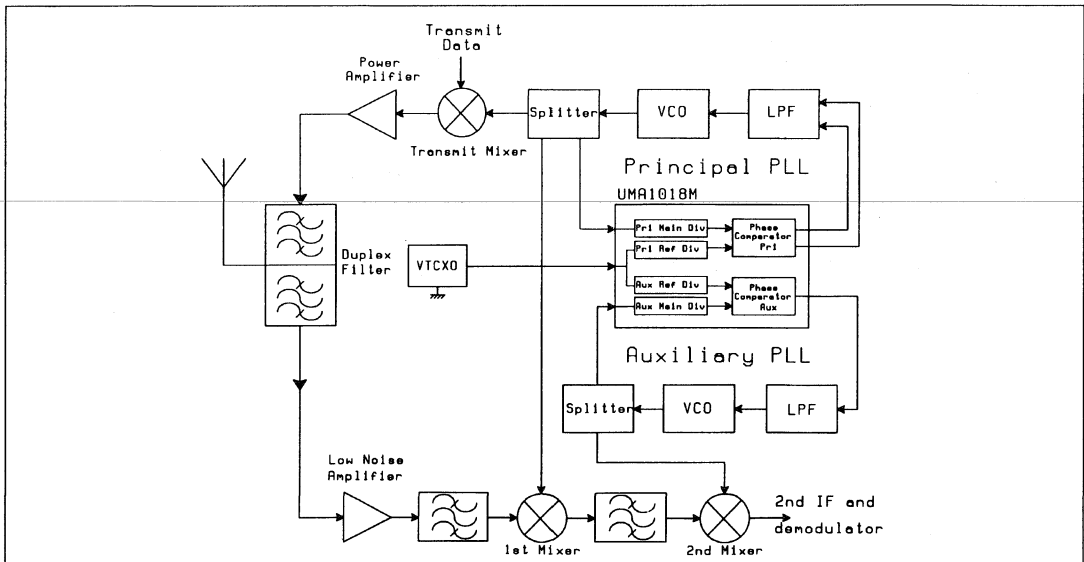 Transmit
Data
Power
Amplifier
Splitter
VCO
LPF
Transmit Mixer
Principal PLL
UMA1018M
Pri Main Div
Phase
Comparator
Pri
Pri Ref Div
Duplex
Filter
VTCXO
Aux Ref Div
Phase
Comparator
Aux
Aux Main Div
Auxiliary PLL
Splitter
VCO
LPF
Low Noise
Amplifier
2nd IF and
demodulator
1st Mixer
2nd Mixer